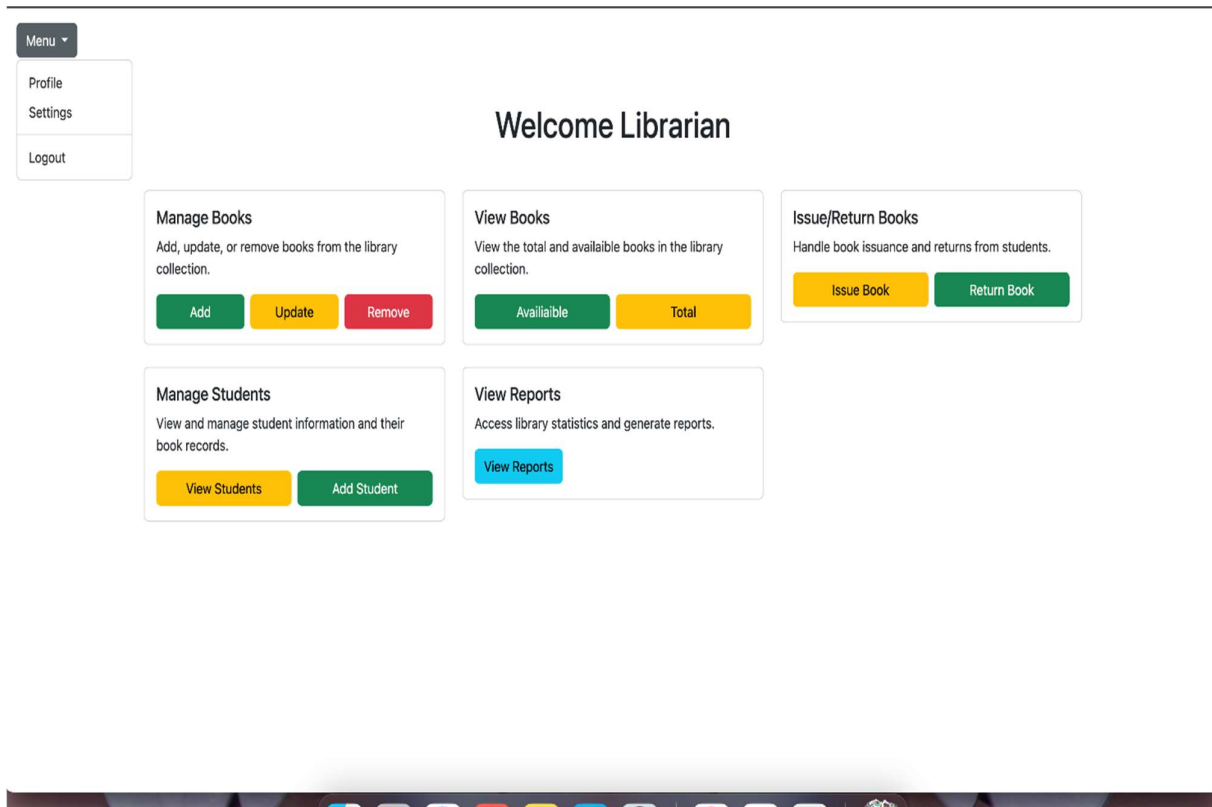 Menu
Profile
Settings
Logout
Welcome Librarian
Manage Books
Add, update, or remove books from the library
collection.
Add Update Remove
View Books
View the total and availaible books in the library
collection.
Availiaible Total
Issue/Return Books
Handle book issuance and returns from students.
Issue Book Return Book
Manage Students
View and manage student information and their
book records.
View Students Add Student
View Reports
Access library statistics and generate reports.
View Reports